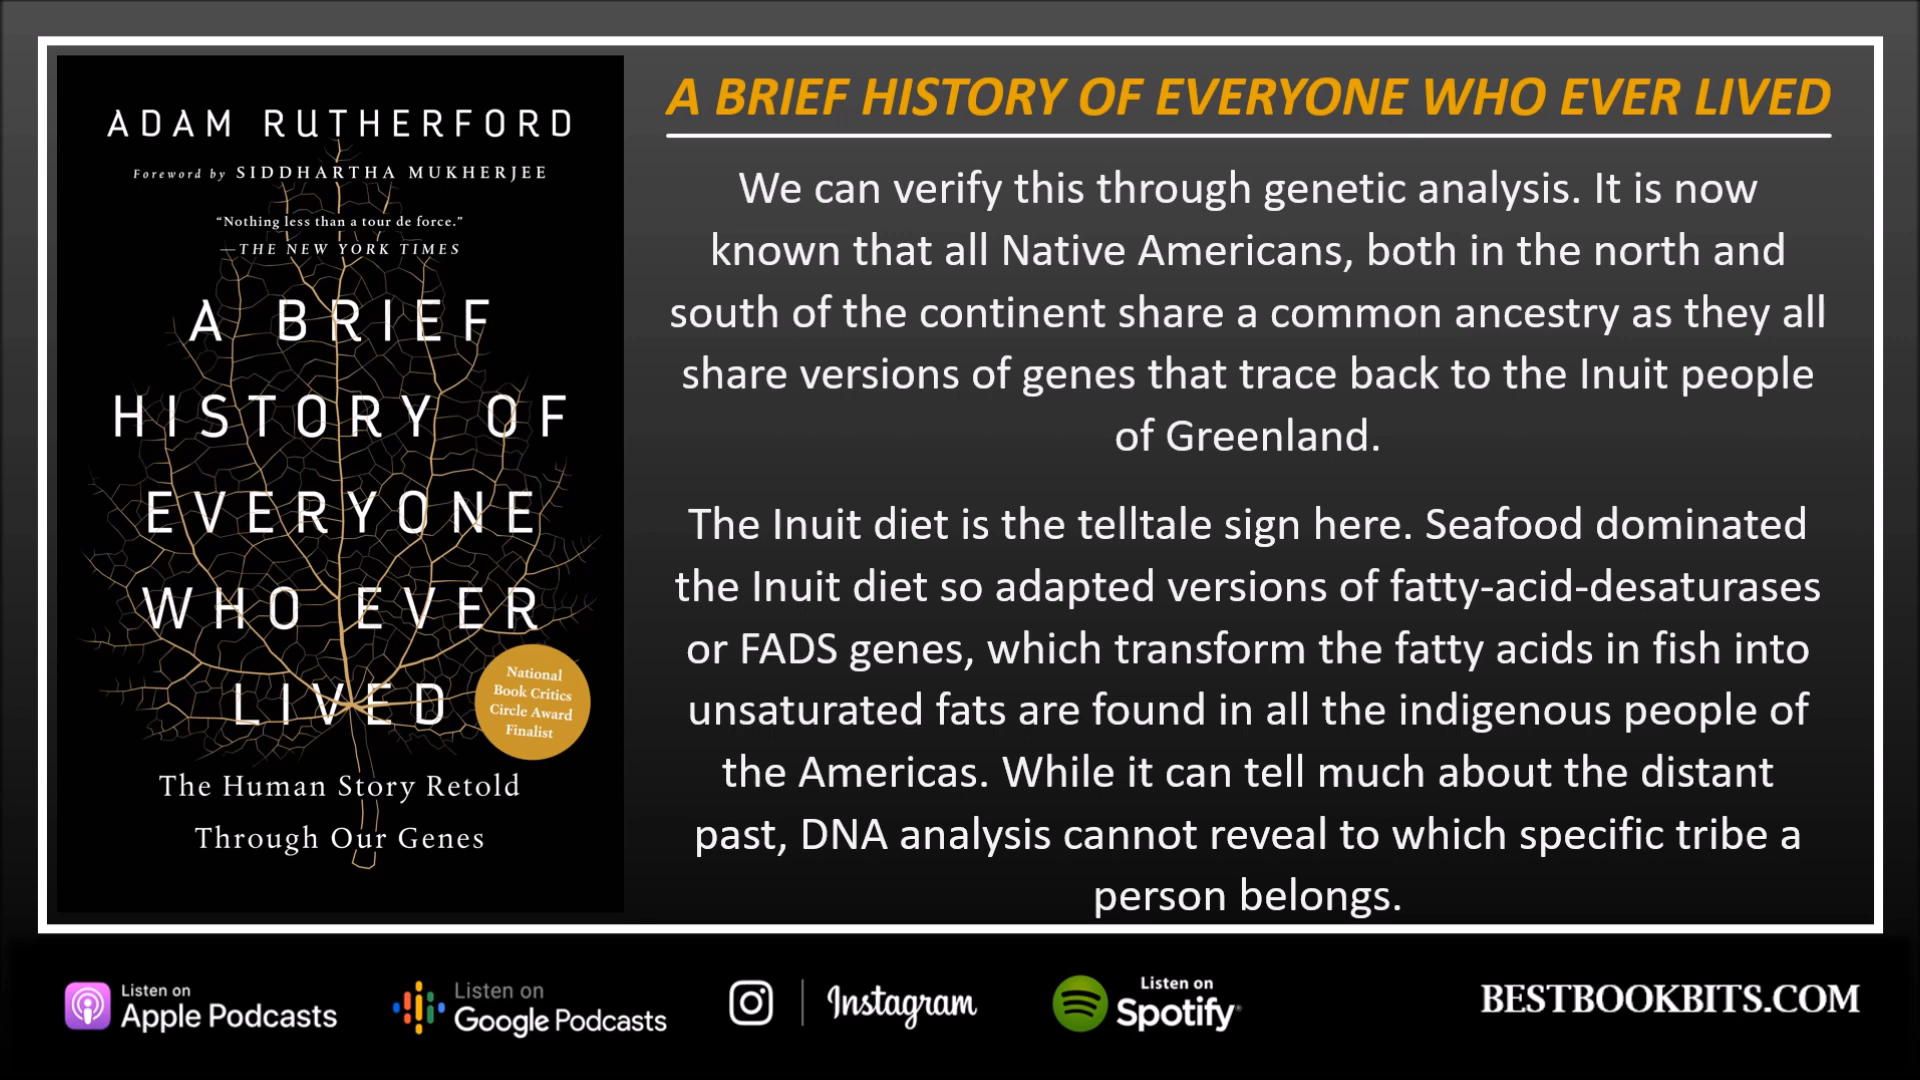 ADAM RUTHERFORD
Foreword by SIDDHARTHA MUKHERJEE
“Nothing less than a tour de force.”
—THE NEW YORK TIMES
A BRIEF
HISTORY OF
EVERYONE
WHO EVER
LIVED
National
Book Critics
Circle Award
Finalist
The Human Story Retold
Through Our Genes
A BRIEF HISTORY OF EVERYONE WHO EVER LIVED
We can verify this through genetic analysis. It is now
known that all Native Americans, both in the north and
south of the continent share a common ancestry as they all
share versions of genes that trace back to the Inuit people
of Greenland.
The Inuit diet is the telltale sign here. Seafood dominated
the Inuit diet so adapted versions of fatty-acid-desaturases
or FADS genes, which transform the fatty acids in fish into
unsaturated fats are found in all the indigenous people of
the Americas. While it can tell much about the distant
past, DNA analysis cannot reveal to which specific tribe a
person belongs.
Listen on
Apple Podcasts
Listen on
Google Podcasts
Instagram
Listen on
Spotify
BESTBOOKBITS.COM